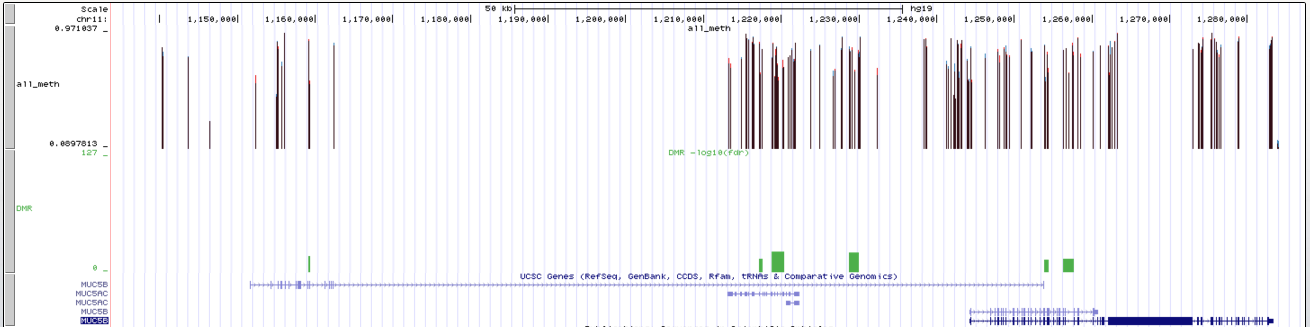 Scale 50 kb hg19
chr11: 1,150,000 1,160,000 1,170,000 1,180,000 1,190,000 1,200,000 1,210,000 1,220,000 1,230,000 1,240,000 1,250,000 1,260,000 1,270,000 1,280,000
0.971037 _ all_meth
all_meth
0.0897813 _
127 _ DMR -log10(fdr)
DMR
0 _
UCSC Genes (RefSeq, GenBank, CCDS, Rfam, tRNAs & Comparative Genomics)
MUC5B
MUC5AC
MUC5AC
MUC5B
MUC5B